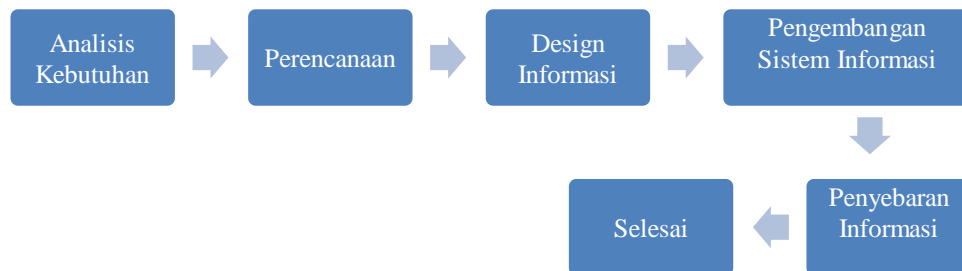 Analisis
Kebutuhan
Perencanaan
Design
Informasi
Pengembangan
Sistem Informasi
Penyebaran
Informasi
Selesai